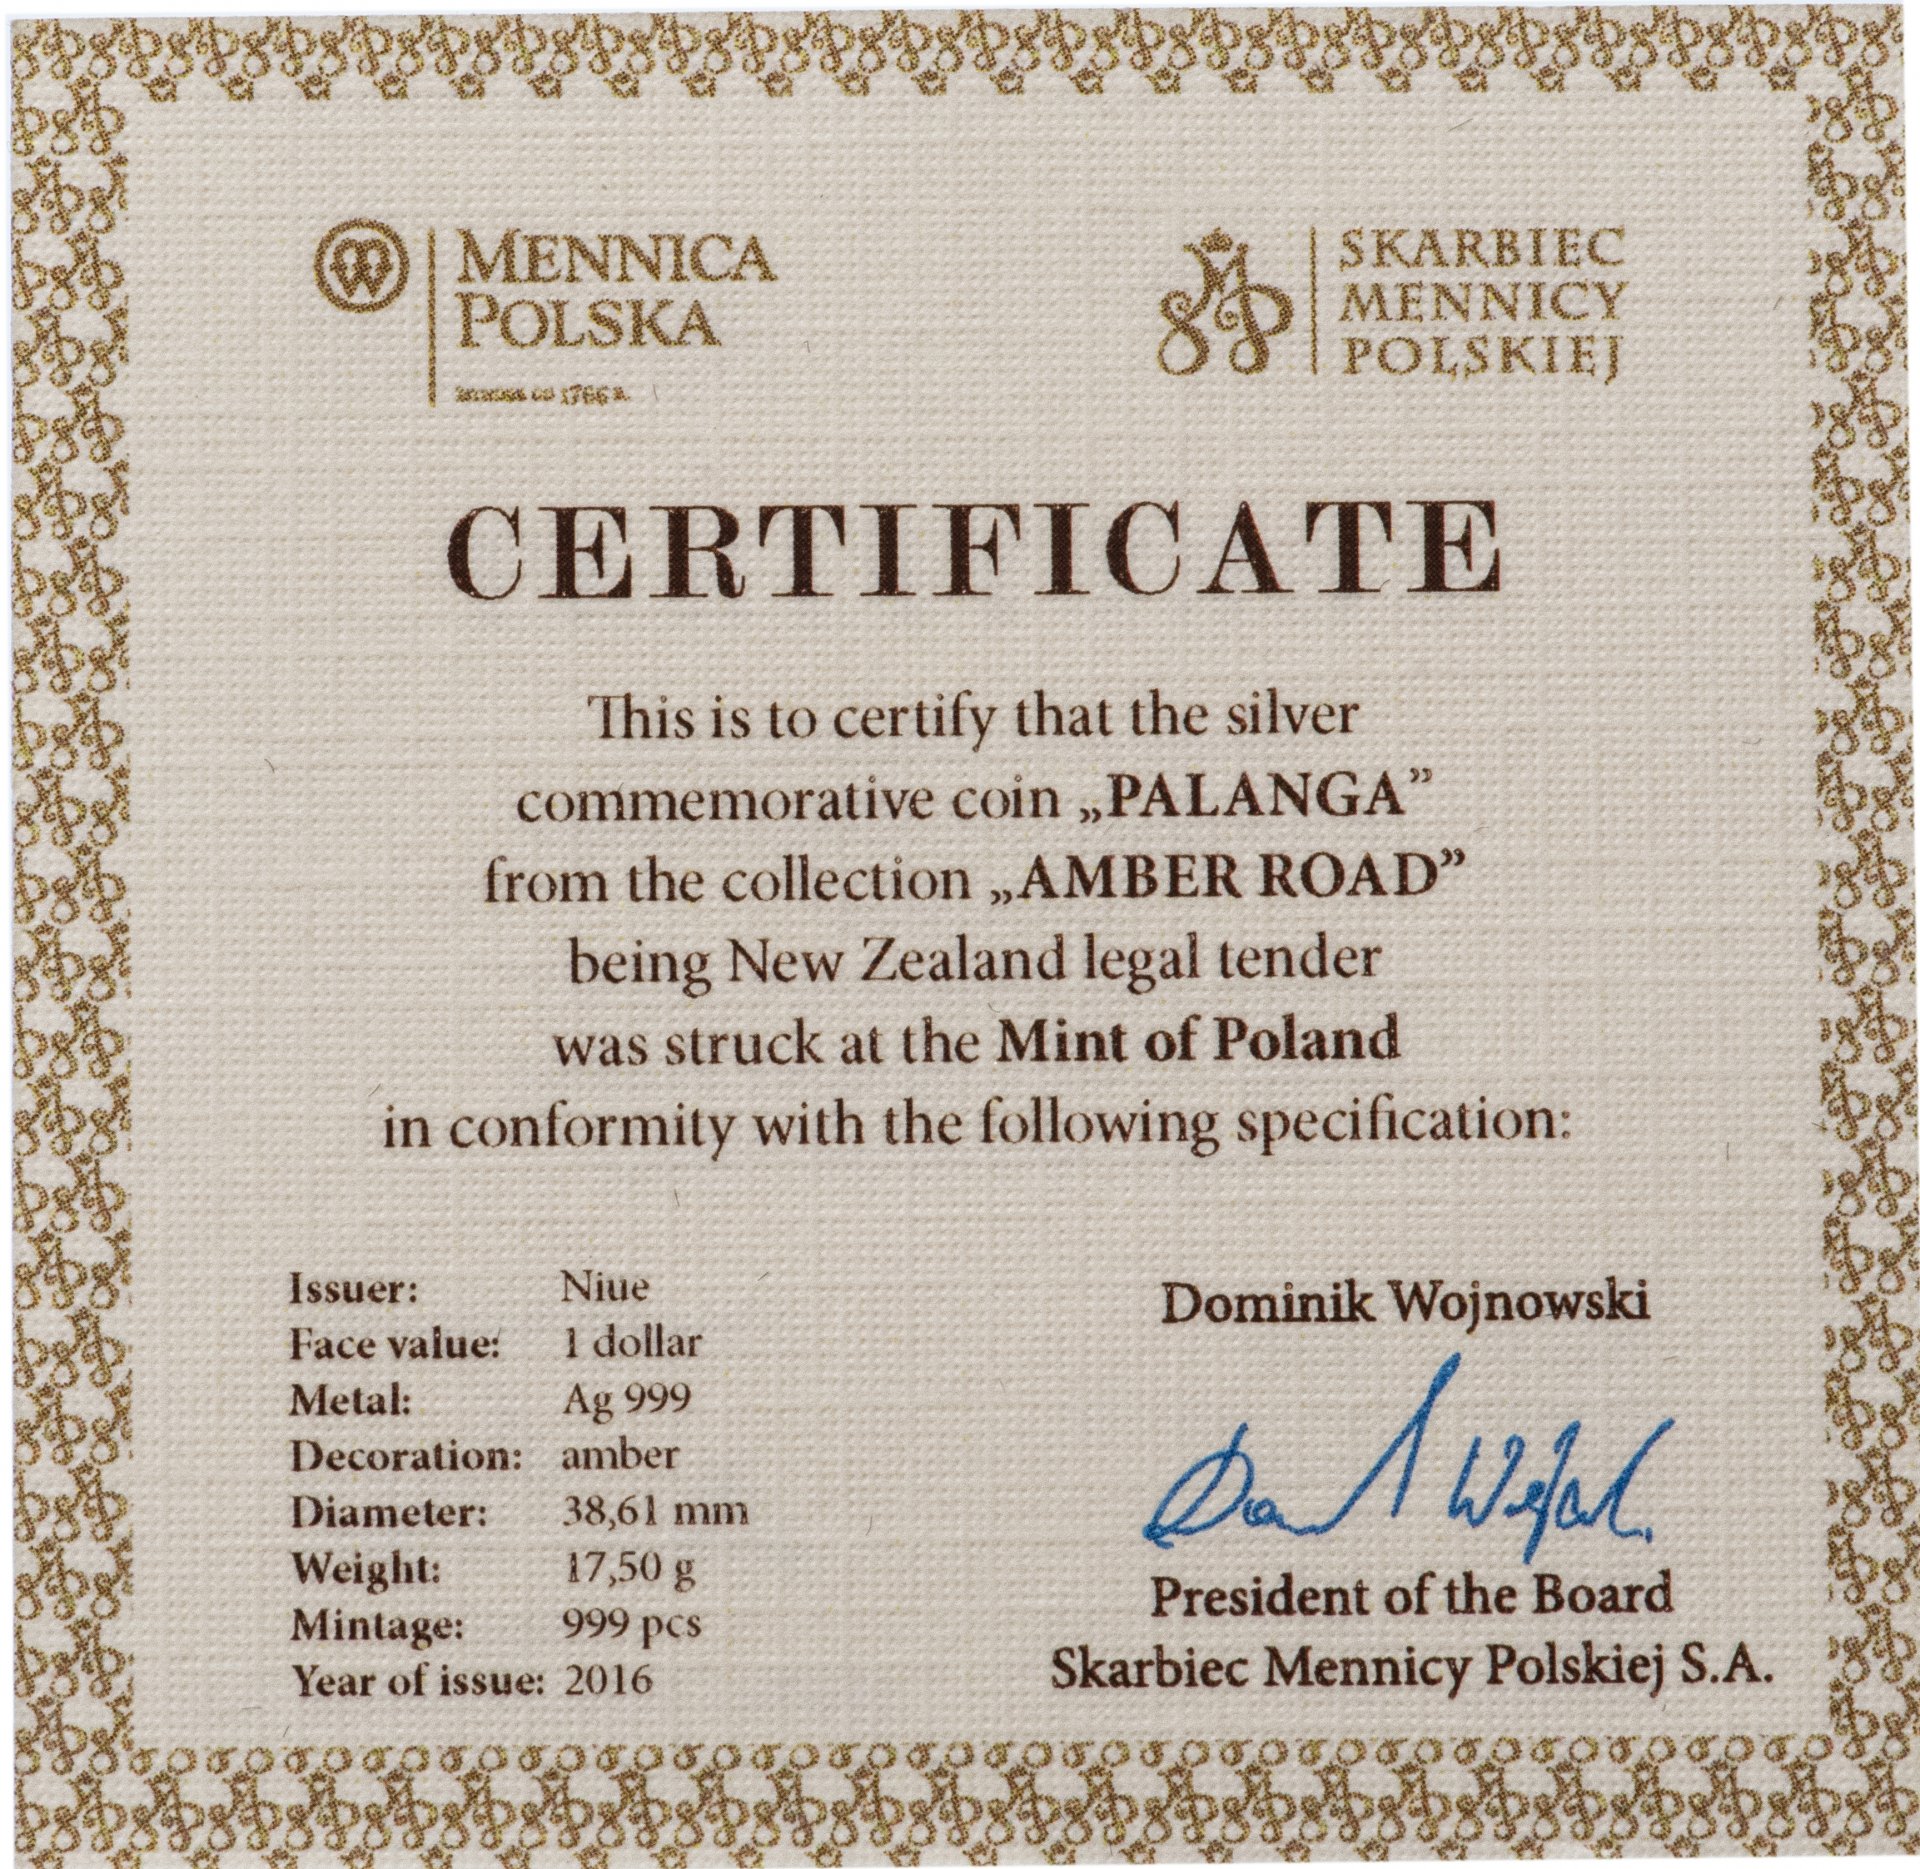 MENNICA
POLSKA
1766
SKARBIEC
MENNICY
POLSKIEJ
CERTIFICATE
This is to certify that the silver
commemorative coin „PALANGA”
from the collection „AMBER ROAD”
being New Zealand legal tender
was struck at the Mint of Poland
in conformity with the following specification:
Issuer: Niue
Face value: 1 dollar
Metal: Ag 999
Decoration: amber
Diameter: 38,61 mm
Weight: 17,50 g
Mintage: 999 pcs
Year of issue: 2016
Dominik Wojnowski
President of the Board
Skarbiec Mennicy Polskiej S.A.